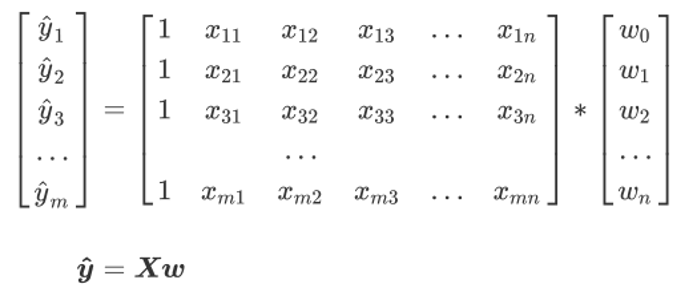 ŷ₁ 1 x₁₁ x₁₂ x₁₃ … x₁ₙ w₀
ŷ₂ 1 x₂₁ x₂₂ x₂₃ … x₂ₙ w₁
ŷ₃ = 1 x₃₁ x₃₂ x₃₃ … x₃ₙ * w₂
… … …
ŷₘ 1 xₘ₁ xₘ₂ xₘ₃ … xₘₙ wₙ
ŷ = Xw